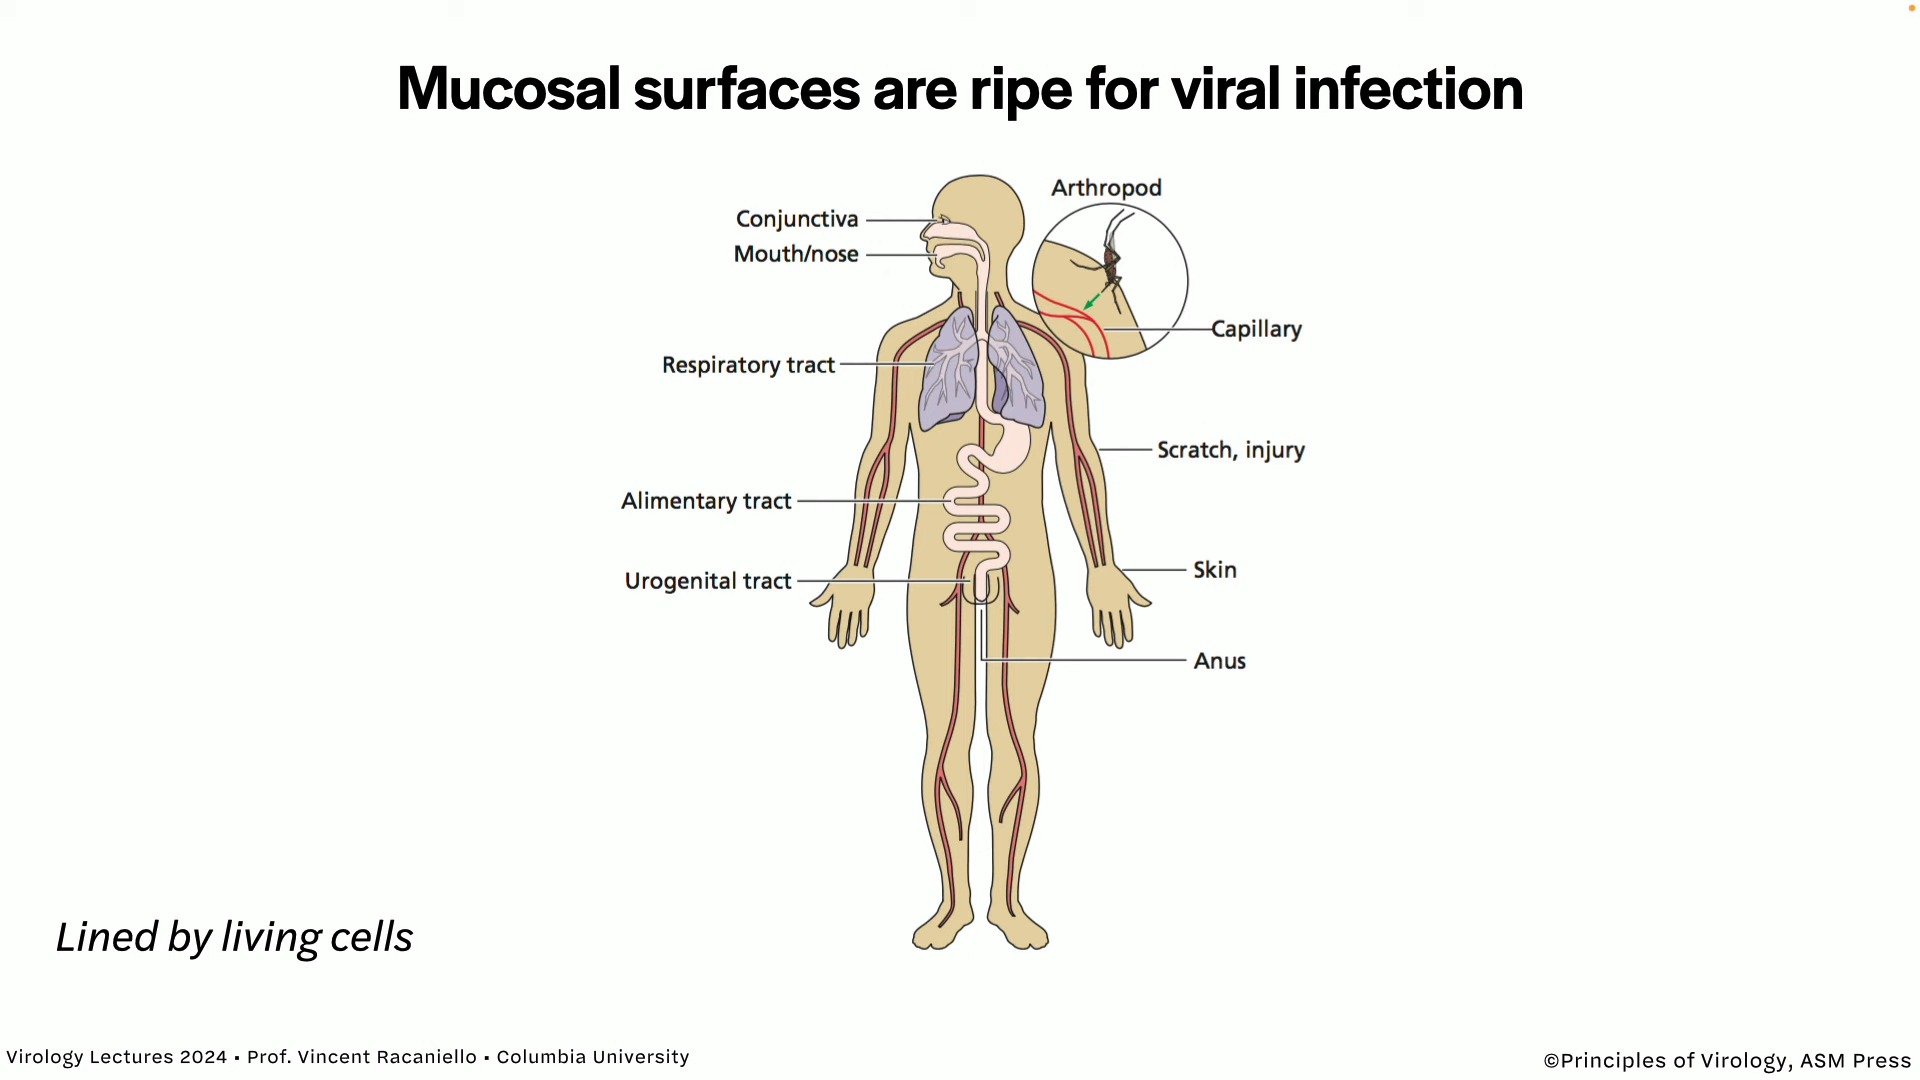 Mucosal surfaces are ripe for viral infection
Arthropod
Conjunctiva
Mouth/nose
Capillary
Respiratory tract
Scratch, injury
Alimentary tract
Skin
Urogenital tract
Anus
Lined by living cells
Virology Lectures 2024 • Prof. Vincent Racaniello • Columbia University
©Principles of Virology, ASM Press